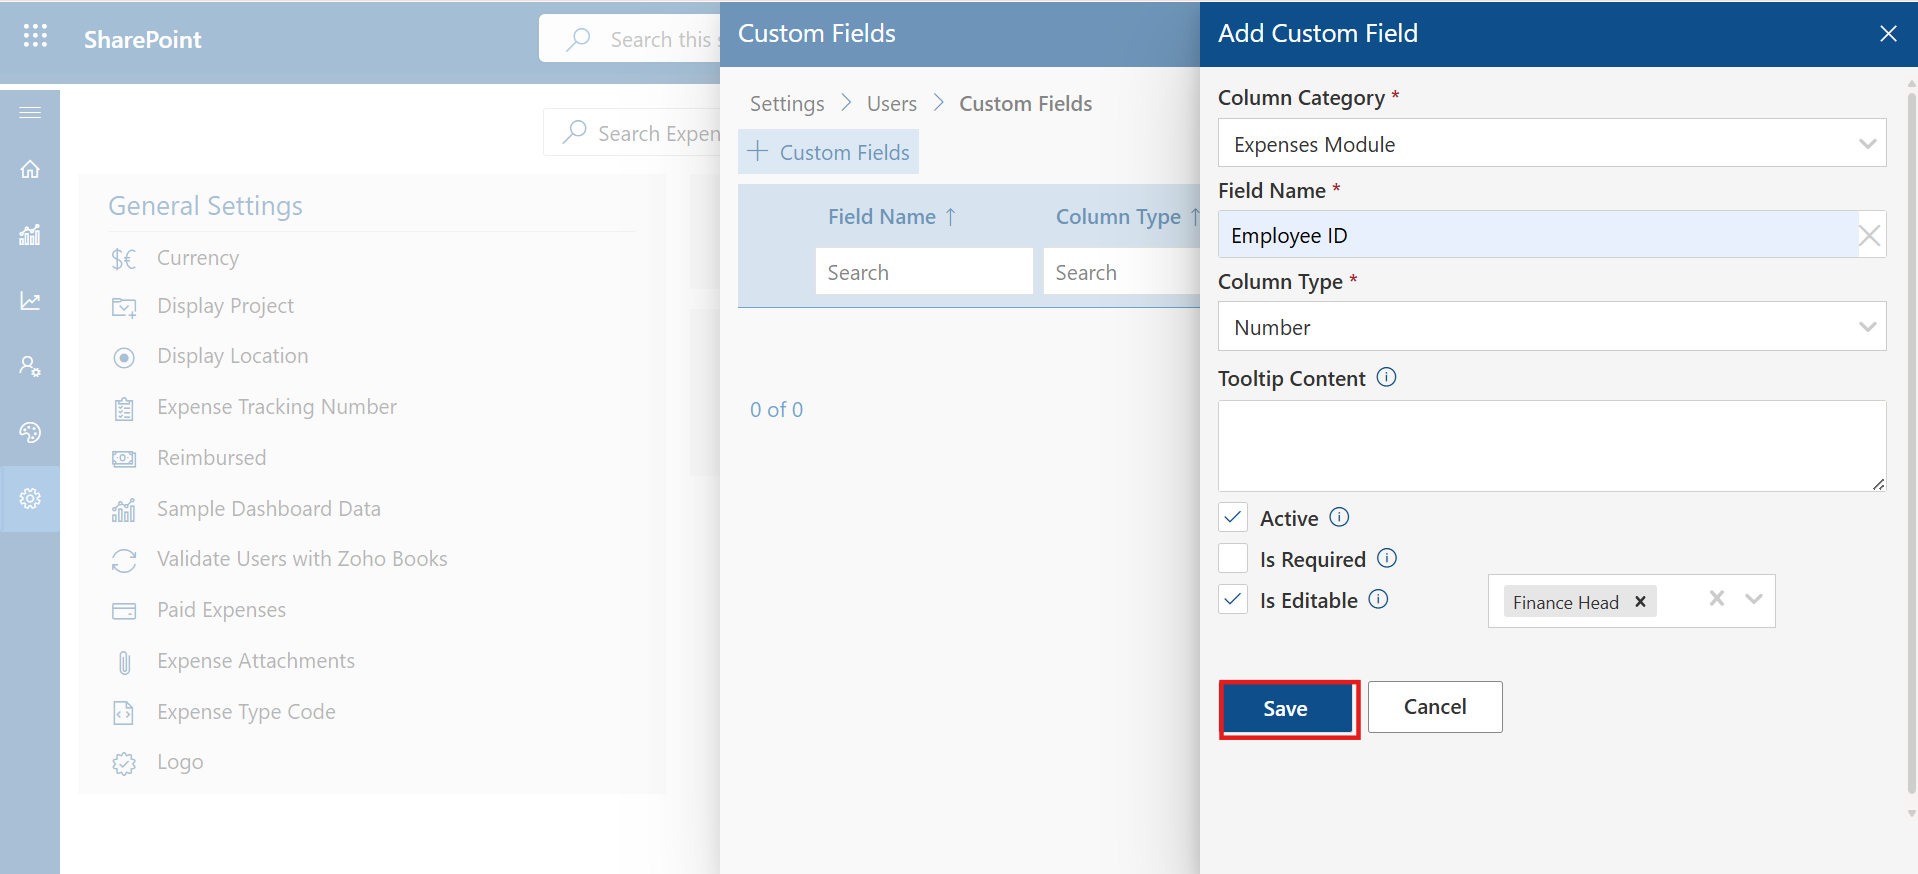 SharePoint
Search this s
Search Expen
General Settings
$€ Currency
Display Project
Display Location
Expense Tracking Number
Reimbursed
Sample Dashboard Data
Validate Users with Zoho Books
Paid Expenses
Expense Attachments
Expense Type Code
Logo
Custom Fields
Settings > Users > Custom Fields
+ Custom Fields
Field Name ↑ Column Type ↑
Search Search
0 of 0
Add Custom Field
Column Category *
Expenses Module
Field Name *
Employee ID
Column Type *
Number
Tooltip Content
Active
Is Required
Is Editable Finance Head
Save Cancel